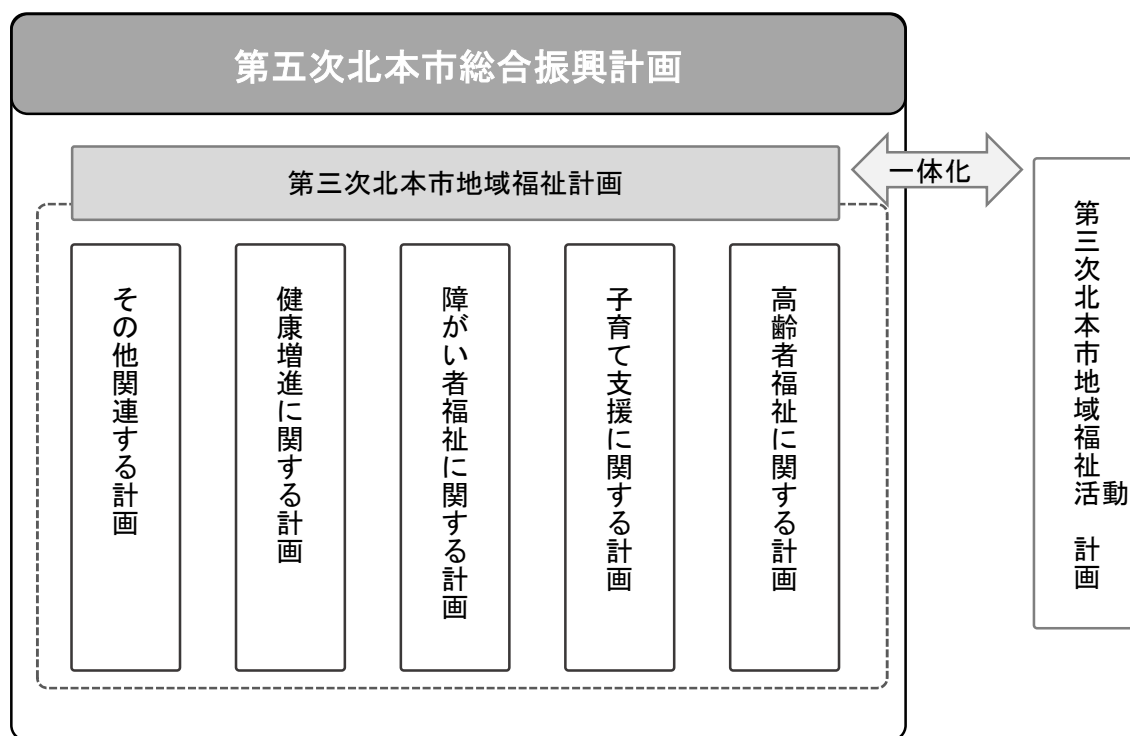 第五次北本市総合振興計画
第三次北本市地域福祉計画
一体化
第三次北本市地域福祉活動計画
高齢者福祉に関する計画
子育て支援に関する計画
障がい者福祉に関する計画
健康増進に関する計画
その他関連する計画